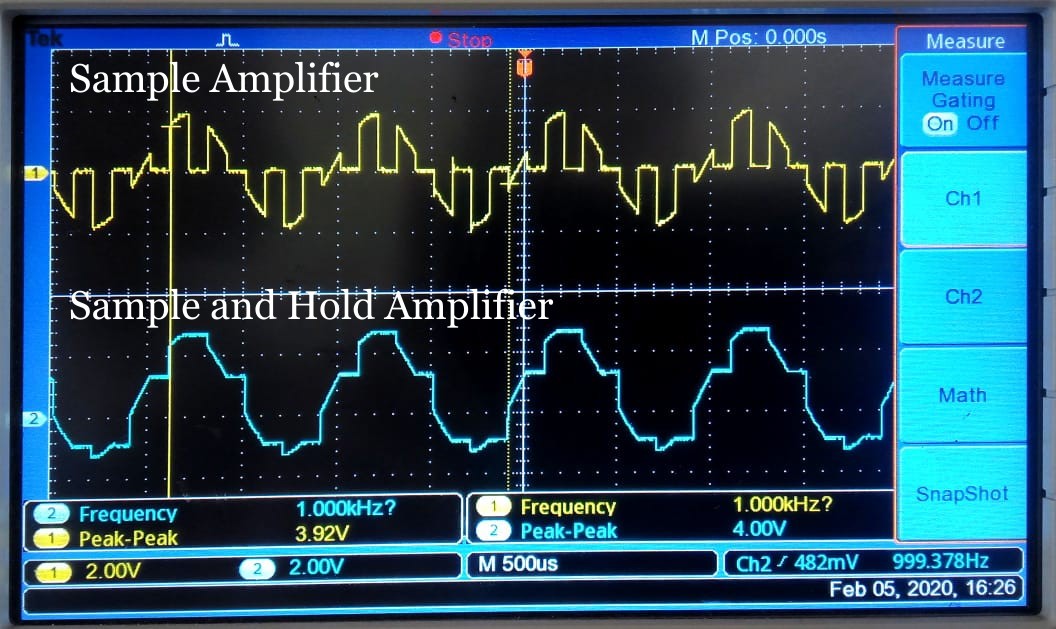 Tek Stop M Pos: 0.000s Measure
Sample Amplifier
Measure
Gating
On Off
1
Ch1
Sample and Hold Amplifier
Ch2
2
Math
SnapShot
2 Frequency 1.000kHz? 1 Frequency 1.000kHz?
1 Peak-Peak 3.92V 2 Peak-Peak 4.00V
1 2.00V 2 2.00V M 500us Ch2 482mV 999.378Hz
Feb 05, 2020, 16:26